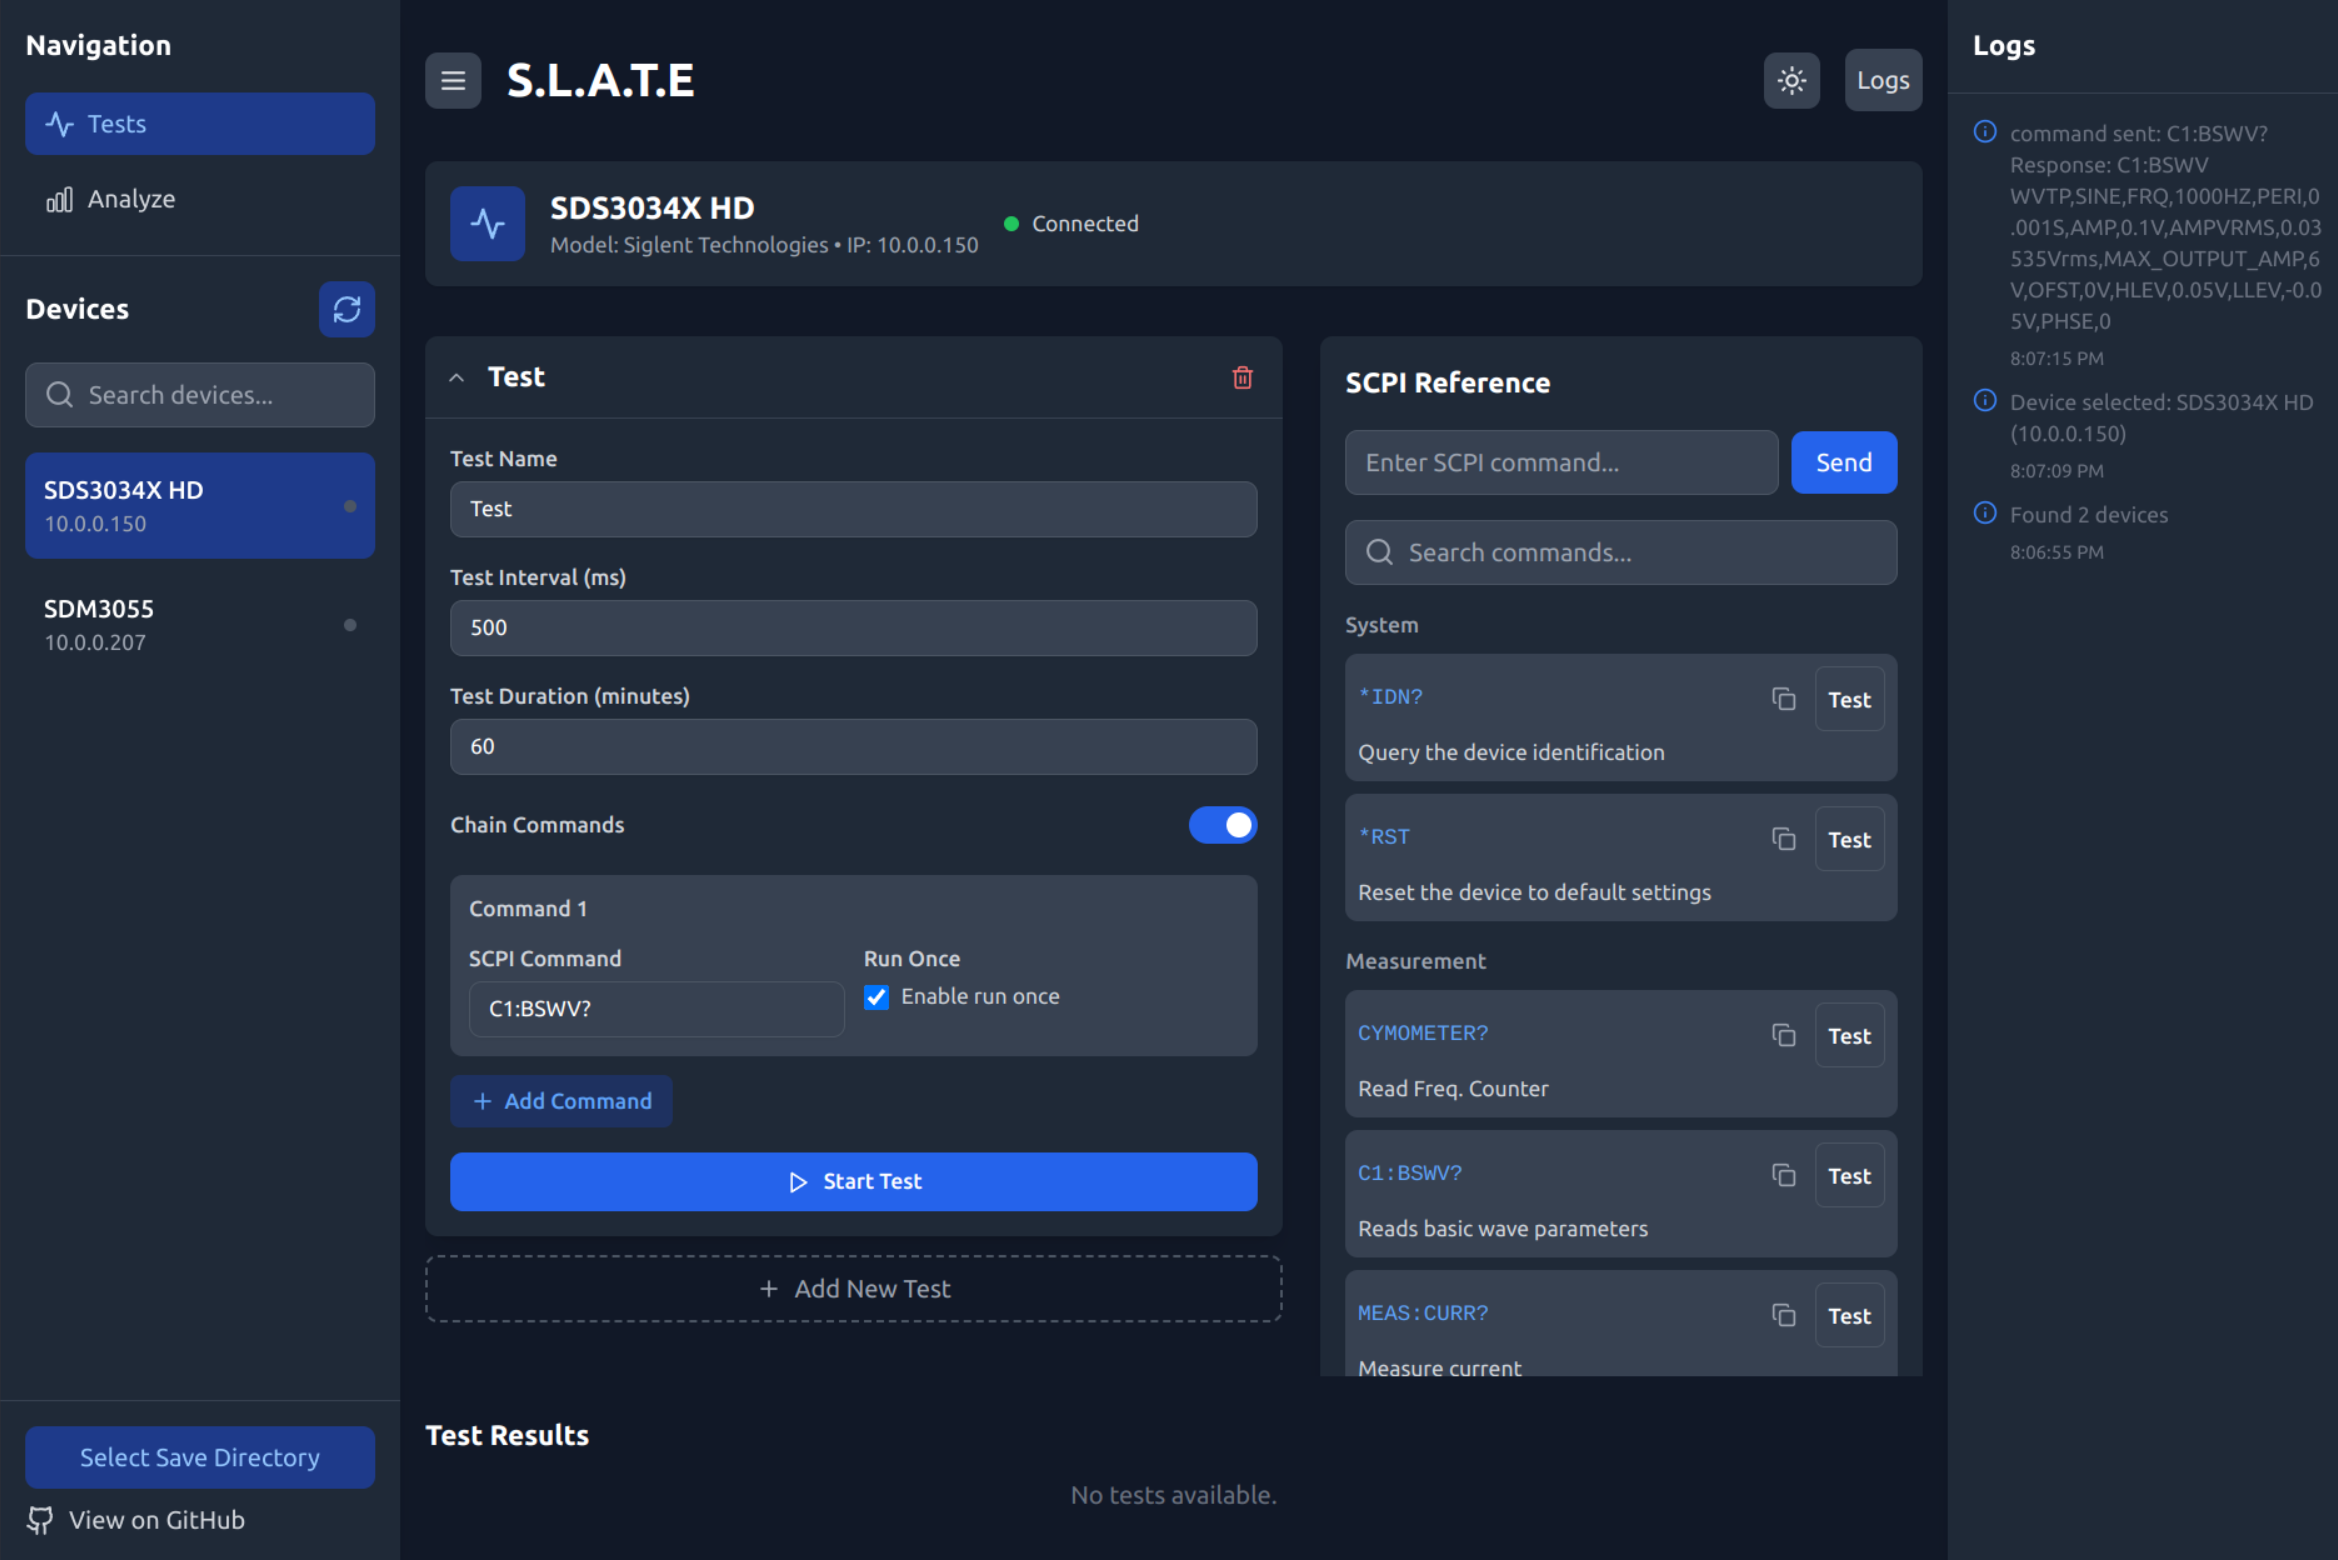 Navigation
Tests
Analyze
Devices
Search devices...
SDS3034X HD
10.0.0.150
SDM3055
10.0.0.207
Select Save Directory
View on GitHub
S.L.A.T.E
Logs
SDS3034X HD
Model: Siglent Technologies • IP: 10.0.0.150
Connected
Test
Test Name
Test
Test Interval (ms)
500
Test Duration (minutes)
60
Chain Commands
Command 1
SCPI Command
Run Once
C1:BSWV?
Enable run once
+ Add Command
Start Test
+ Add New Test
SCPI Reference
Enter SCPI command...
Send
Search commands...
System
*IDN?
Test
Query the device identification
*RST
Test
Reset the device to default settings
Measurement
CYMOMETER?
Test
Read Freq. Counter
C1:BSWV?
Test
Reads basic wave parameters
MEAS:CURR?
Test
Measure current
Test Results
No tests available.
Logs
command sent: C1:BSWV?
Response: C1:BSWV
WVTP,SINE,FRQ,1000HZ,PERI,0
.001S,AMP,0.1V,AMPVRMS,0.03
535Vrms,MAX_OUTPUT_AMP,6
V,OFST,0V,HLEV,0.05V,LLEV,-0.0
5V,PHSE,0
8:07:15 PM
Device selected: SDS3034X HD
(10.0.0.150)
8:07:09 PM
Found 2 devices
8:06:55 PM